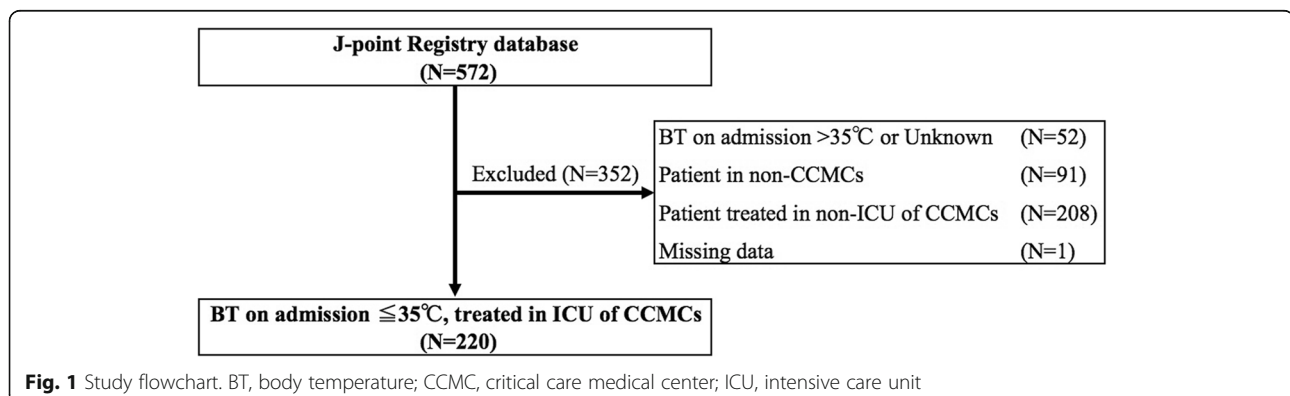 J-point Registry database
(N=572)
Excluded (N=352)
BT on admission >35℃ or Unknown (N=52)
Patient in non-CCMCs (N=91)
Patient treated in non-ICU of CCMCs (N=208)
Missing data (N=1)
BT on admission ≦35℃, treated in ICU of CCMCs
(N=220)
Fig. 1 Study flowchart. BT, body temperature; CCMC, critical care medical center; ICU, intensive care unit